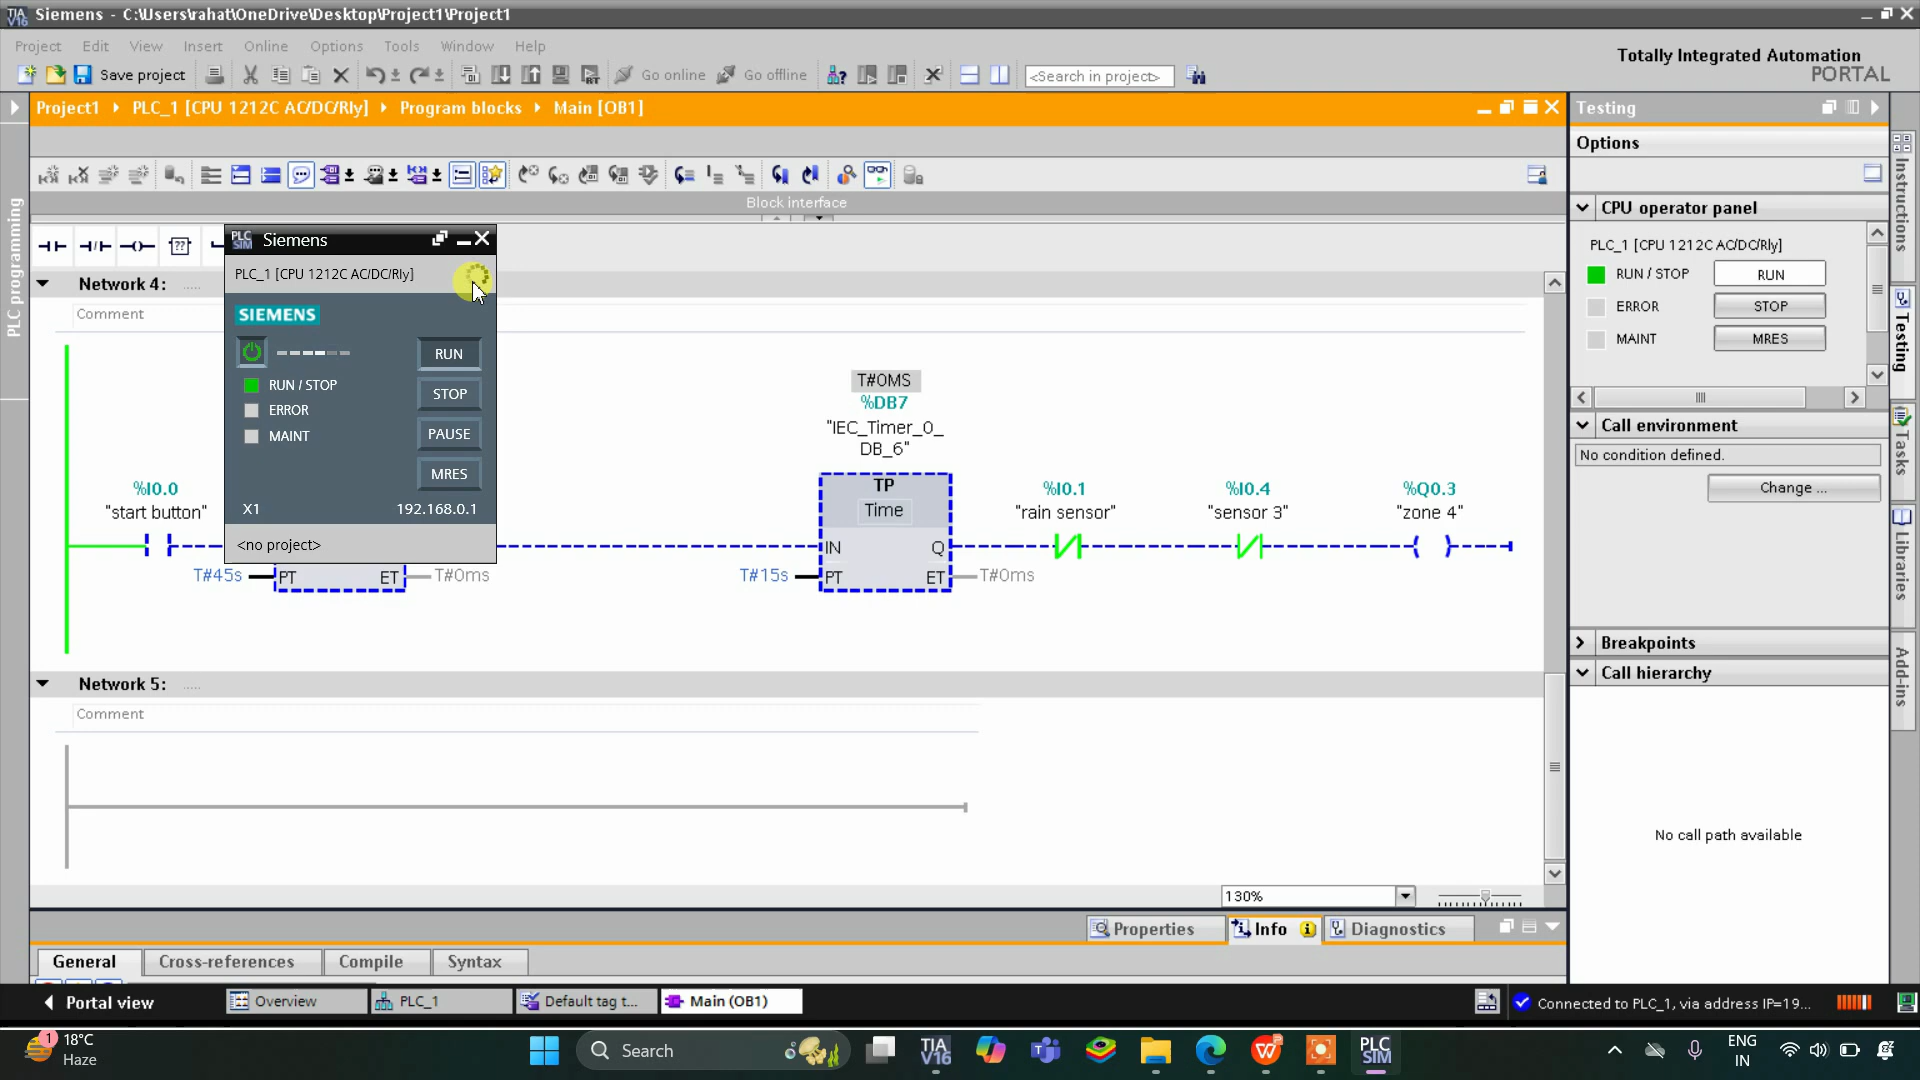 Siemens - C:\Users\rahat\OneDrive\Desktop\Project1\Project1
Project Edit View Insert Online Options Tools Window Help
Totally Integrated Automation
PORTAL
Save project
Go online
Go offline
<Search in project>
Project1 PLC_1 [CPU 1212C AC/DC/Rly] Program blocks Main [OB1]
Testing
Options
PLC programming
Block interface
CPU operator panel
PLC_1 [CPU 1212C AC/DC/Rly]
RUN / STOP RUN
ERROR STOP
MAINT MRES
Call environment
No condition defined.
Change ...
Breakpoints
Call hierarchy
No call path available
Instructions
Testing
Tasks
Libraries
Add-ins
??
PLC SIM Siemens
PLC_1 [CPU 1212C AC/DC/Rly]
SIEMENS
RUN
RUN / STOP
STOP
ERROR
PAUSE
MAINT
MRES
X1 192.168.0.1
<no project>
Network 4: .....
Comment
T#0MS
%DB7
"IEC_Timer_0_
DB_6"
TP
Time
%I0.0
"start button"
%I0.1
"rain sensor"
%I0.4
"sensor 3"
%Q0.3
"zone 4"
IN Q
T#45s PT ET T#0ms
T#15s PT ET T#0ms
Network 5: .....
Comment
130%
Properties Info Diagnostics
General Cross-references Compile Syntax
Portal view Overview PLC_1 Default tag t... Main (OB1)
Connected to PLC_1, via address IP=19...
1
18°C
Haze
Search
TIA V16
PLC SIM
ENG
IN